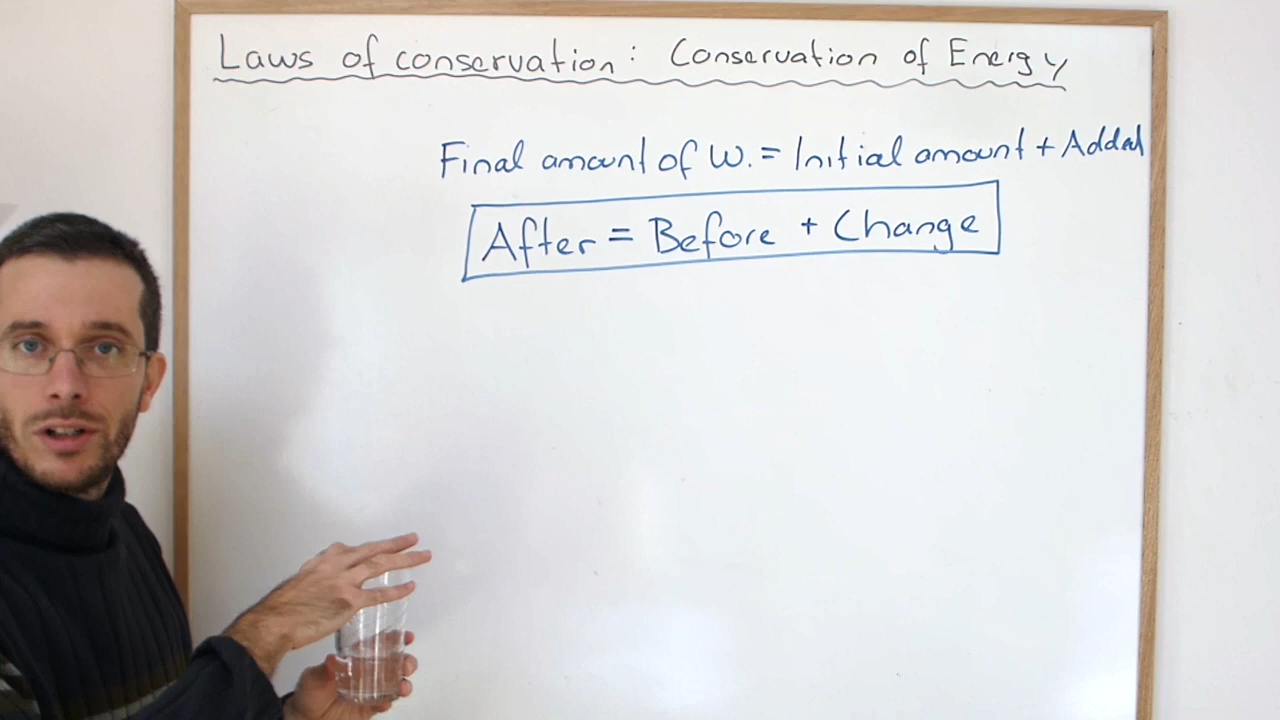 Laws of conservation: Conservation of Energy
Final amount of W. = Initial amount + Added
After = Before + Change